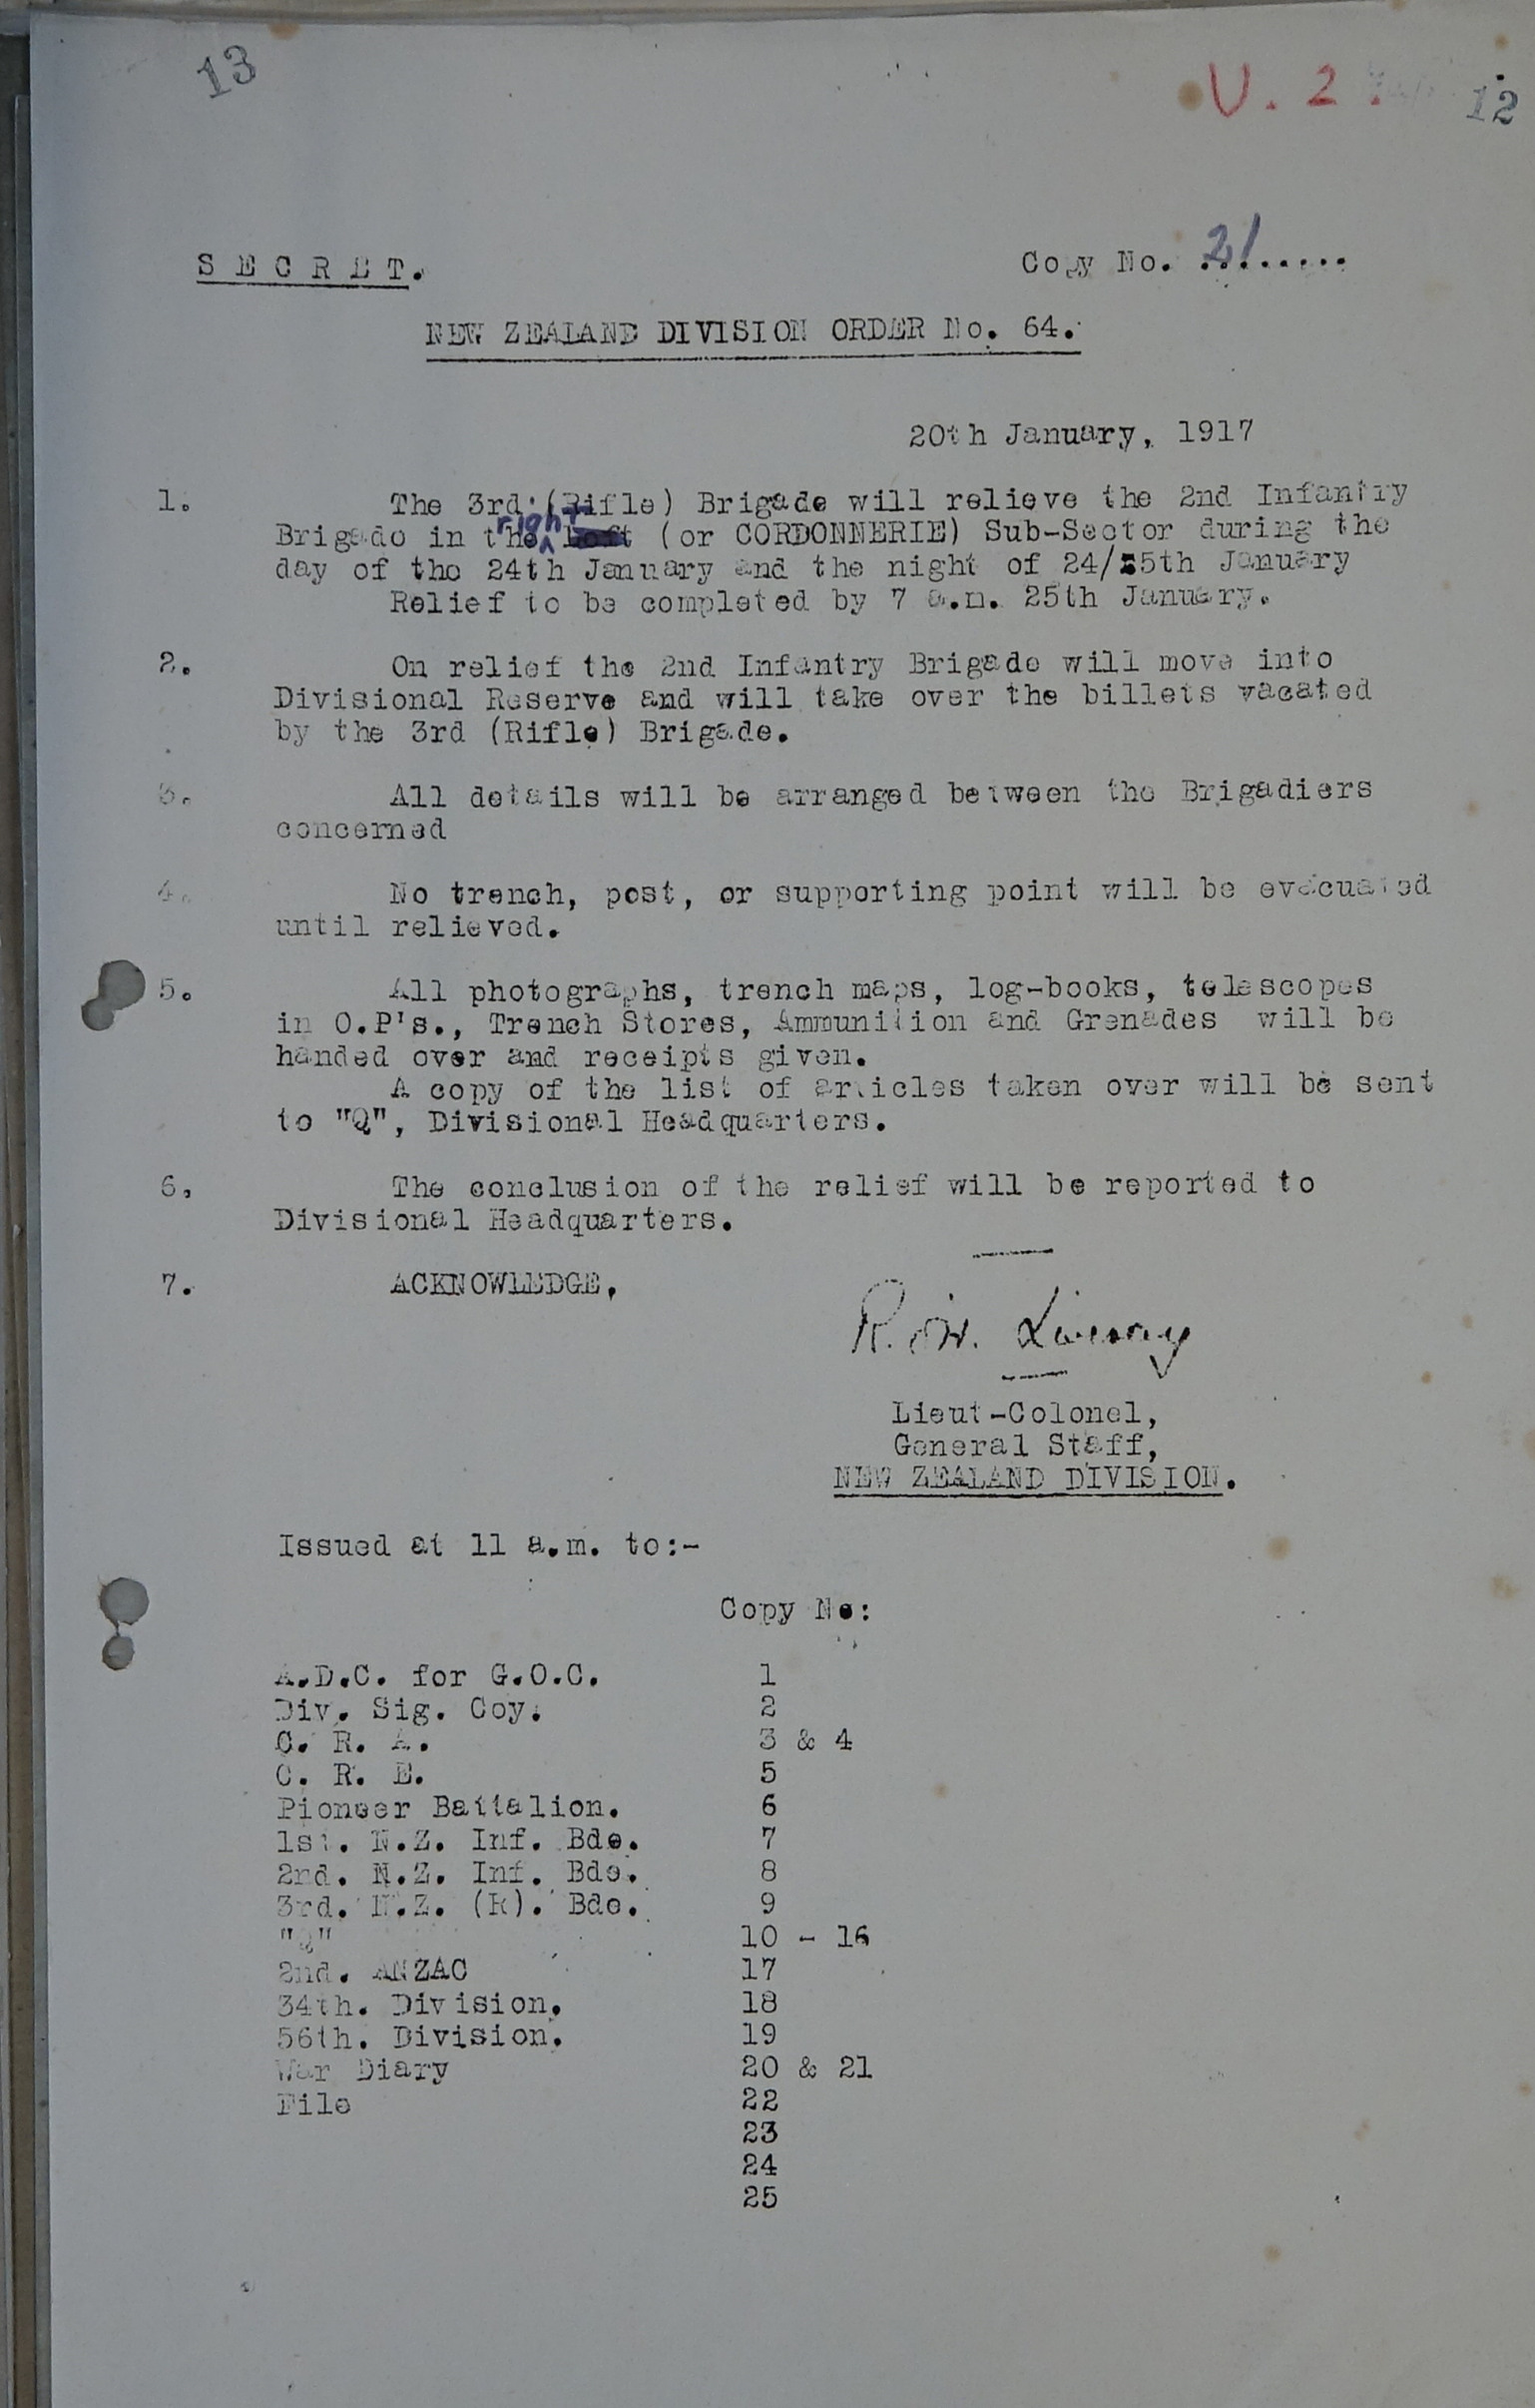 13
U. 2.
12
S E C R E T.
Copy No. 21........
NEW ZEALAND DIVISION ORDER No. 64.
20th January, 1917
1. The 3rd (Rifle) Brigade will relieve the 2nd Infantry
Brigade in the right (or CORDONNERIE) Sub-Sector during the
day of the 24th January and the night of 24/25th January
Relief to be completed by 7 a.m. 25th January.
2. On relief the 2nd Infantry Brigade will move into
Divisional Reserve and will take over the billets vacated
by the 3rd (Rifle) Brigade.
3. All details will be arranged between the Brigadiers
concerned
4. No trench, post, or supporting point will be evacuated
until relieved.
5. All photographs, trench maps, log-books, telescopes
in O.P's., Trench Stores, Ammunition and Grenades will be
handed over and receipts given.
A copy of the list of articles taken over will be sent
to "Q", Divisional Headquarters.
6. The conclusion of the relief will be reported to
Divisional Headquarters.
7. ACKNOWLEDGE.
Lieut-Colonel,
General Staff,
NEW ZEALAND DIVISION.
Issued at 11 a.m. to:-
Copy No:
A.D.C. for G.O.C. 1
Div. Sig. Coy. 2
C. R. A. 3 & 4
C. R. E. 5
Pioneer Battalion. 6
1st. N.Z. Inf. Bde. 7
2rd. N.Z. Inf. Bde. 8
3rd. N.Z. (R). Bde. 9
"Q" 10 - 16
2nd. ANZAC 17
34th. Division. 18
56th. Division. 19
War Diary 20 & 21
File 22
23
24
25